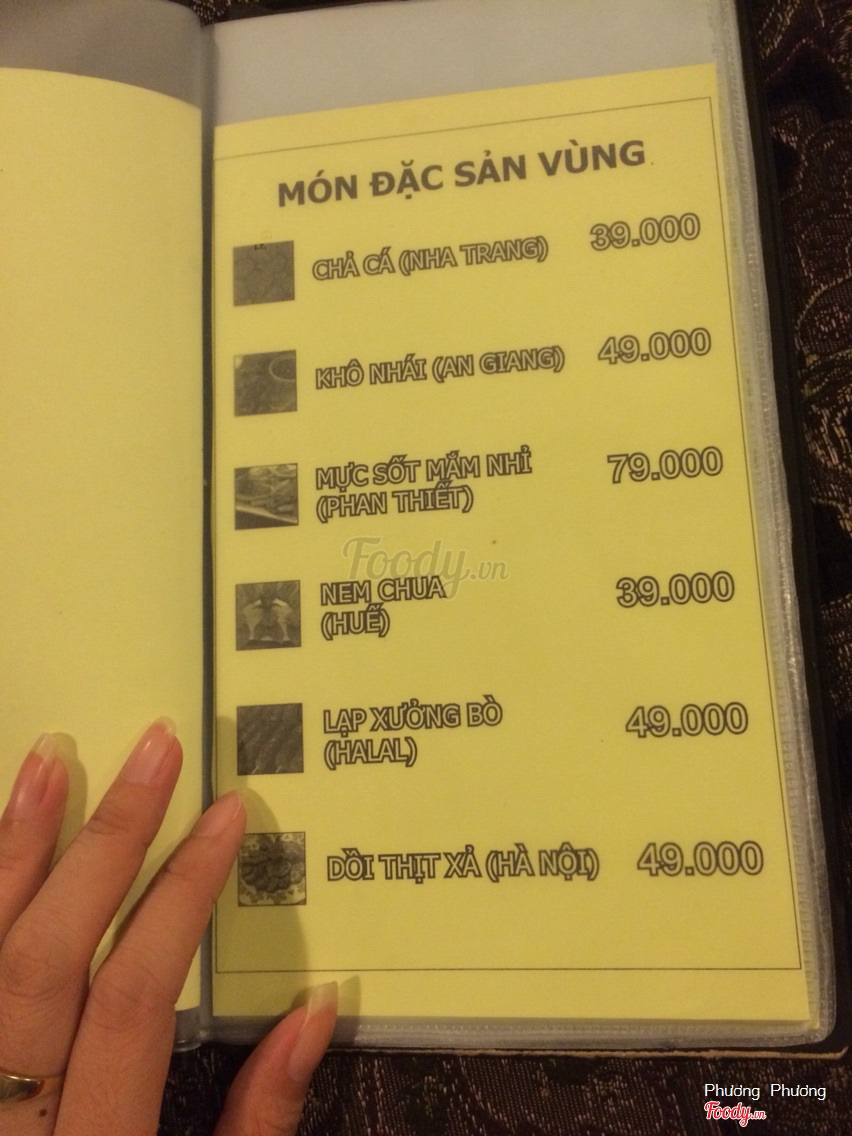 MÓN ĐẶC SẢN VÙNG
CHẢ CÁ (NHA TRANG) 39.000
KHÔ NHÁI (AN GIANG) 49.000
MỰC SỐT MẮM NHỈ 79.000
(PHAN THIẾT)
Foody.vn
NEM CHUA 39.000
(HUẾ)
LẠP XƯỞNG BÒ 49.000
(HALAL)
DỒI THỊT XẢ (HÀ NỘI) 49.000
Phương Phương
Foody.vn